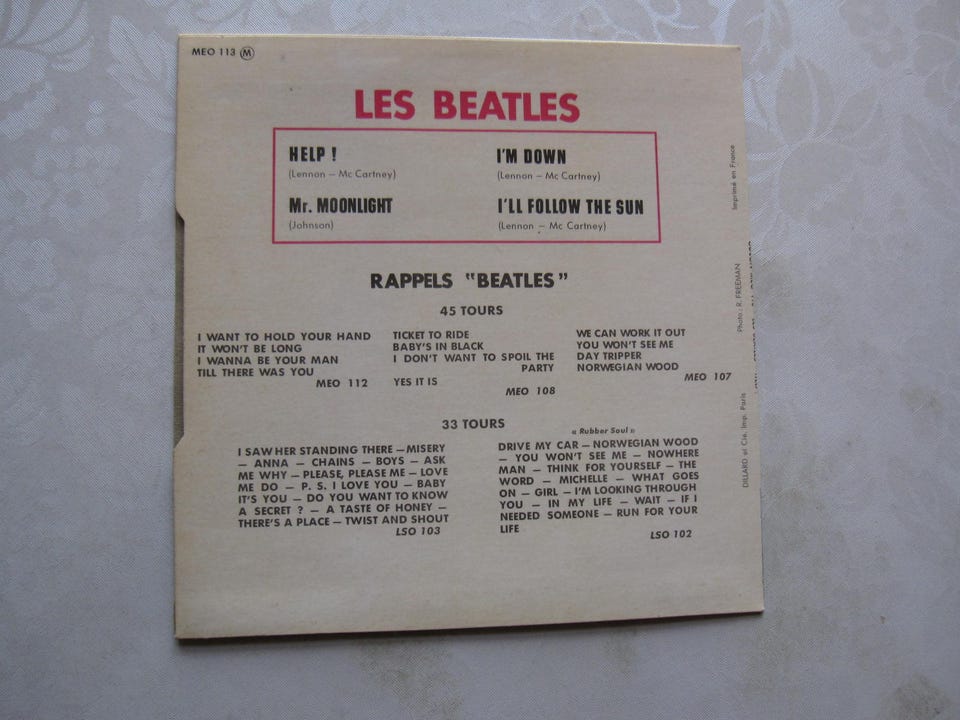 MEO 113 M
LES BEATLES
HELP !
(Lennon – Mc Cartney)
Mr. MOONLIGHT
(Johnson)
I'M DOWN
(Lennon – Mc Cartney)
I'LL FOLLOW THE SUN
(Lennon – Mc Cartney)
RAPPELS "BEATLES"
45 TOURS
I WANT TO HOLD YOUR HAND
IT WON'T BE LONG
I WANNA BE YOUR MAN
TILL THERE WAS YOU
MEO 112
TICKET TO RIDE
BABY'S IN BLACK
I DON'T WANT TO SPOIL THE
PARTY
YES IT IS
MEO 108
WE CAN WORK IT OUT
YOU WON'T SEE ME
DAY TRIPPER
NORWEGIAN WOOD
MEO 107
33 TOURS
I SAW HER STANDING THERE – MISERY
– ANNA – CHAINS – BOYS – ASK
ME WHY – PLEASE, PLEASE ME – LOVE
ME DO – P. S. I LOVE YOU – BABY
IT'S YOU – DO YOU WANT TO KNOW
A SECRET ? – A TASTE OF HONEY –
THERE'S A PLACE – TWIST AND SHOUT
LSO 103
« Rubber Soul »
DRIVE MY CAR – NORWEGIAN WOOD
– YOU WON'T SEE ME – NOWHERE
MAN – THINK FOR YOURSELF – THE
WORD – MICHELLE – WHAT GOES
ON – GIRL – I'M LOOKING THROUGH
YOU – IN MY LIFE – WAIT – IF I
NEEDED SOMEONE – RUN FOR YOUR
LIFE
LSO 102
Imprimé en France
Photo : R. FREEMAN
DILLARD et Cie. Imp. Paris